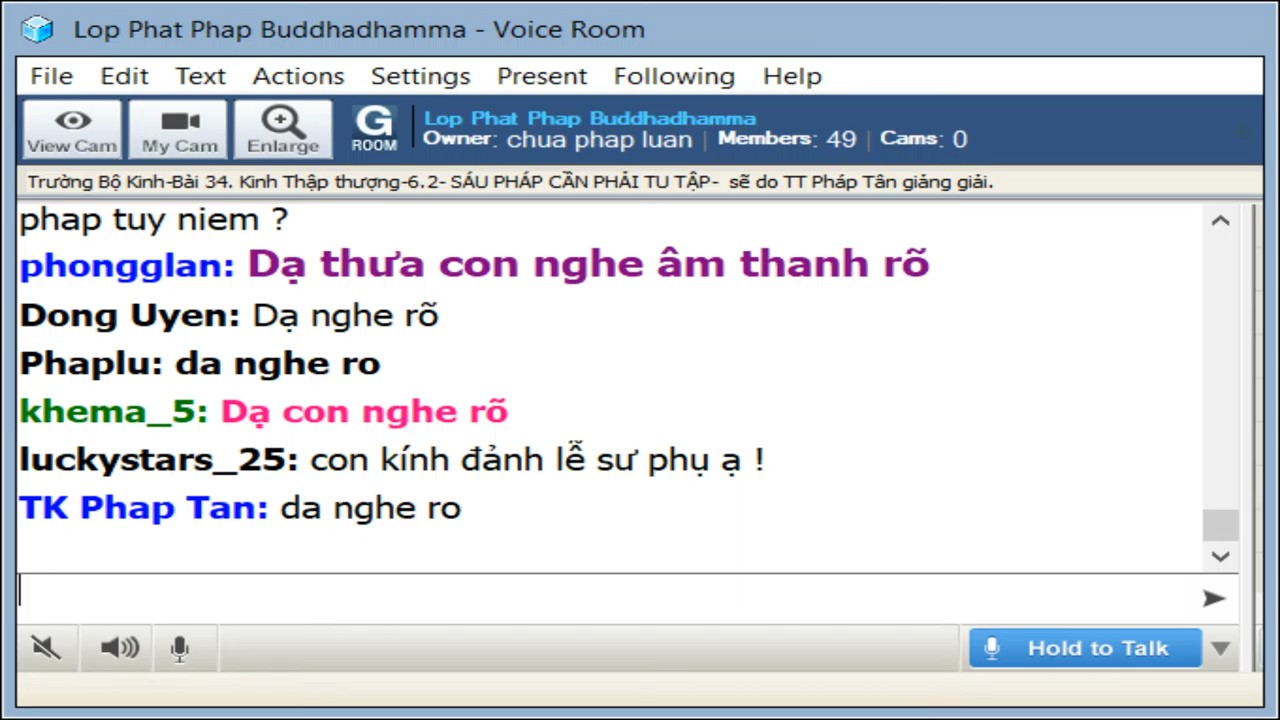 Lop Phat Phap Buddhadhamma - Voice Room
File Edit Text Actions Settings Present Following Help
View Cam My Cam Enlarge G ROOM
Lop Phat Phap Buddhadhamma
Owner: chua phap luan | Members: 49 | Cams: 0
Trường Bộ Kinh-Bài 34. Kinh Thập thượng-6.2- SÁU PHÁP CẦN PHẢI TU TẬP- sẽ do TT Pháp Tân giảng giải.
phap tuy niem ?
phongglan: Dạ thưa con nghe âm thanh rõ
Dong Uyen: Dạ nghe rõ
Phaplu: da nghe ro
khema_5: Dạ con nghe rõ
luckystars_25: con kính đảnh lễ sư phụ ạ !
TK Phap Tan: da nghe ro
Hold to Talk